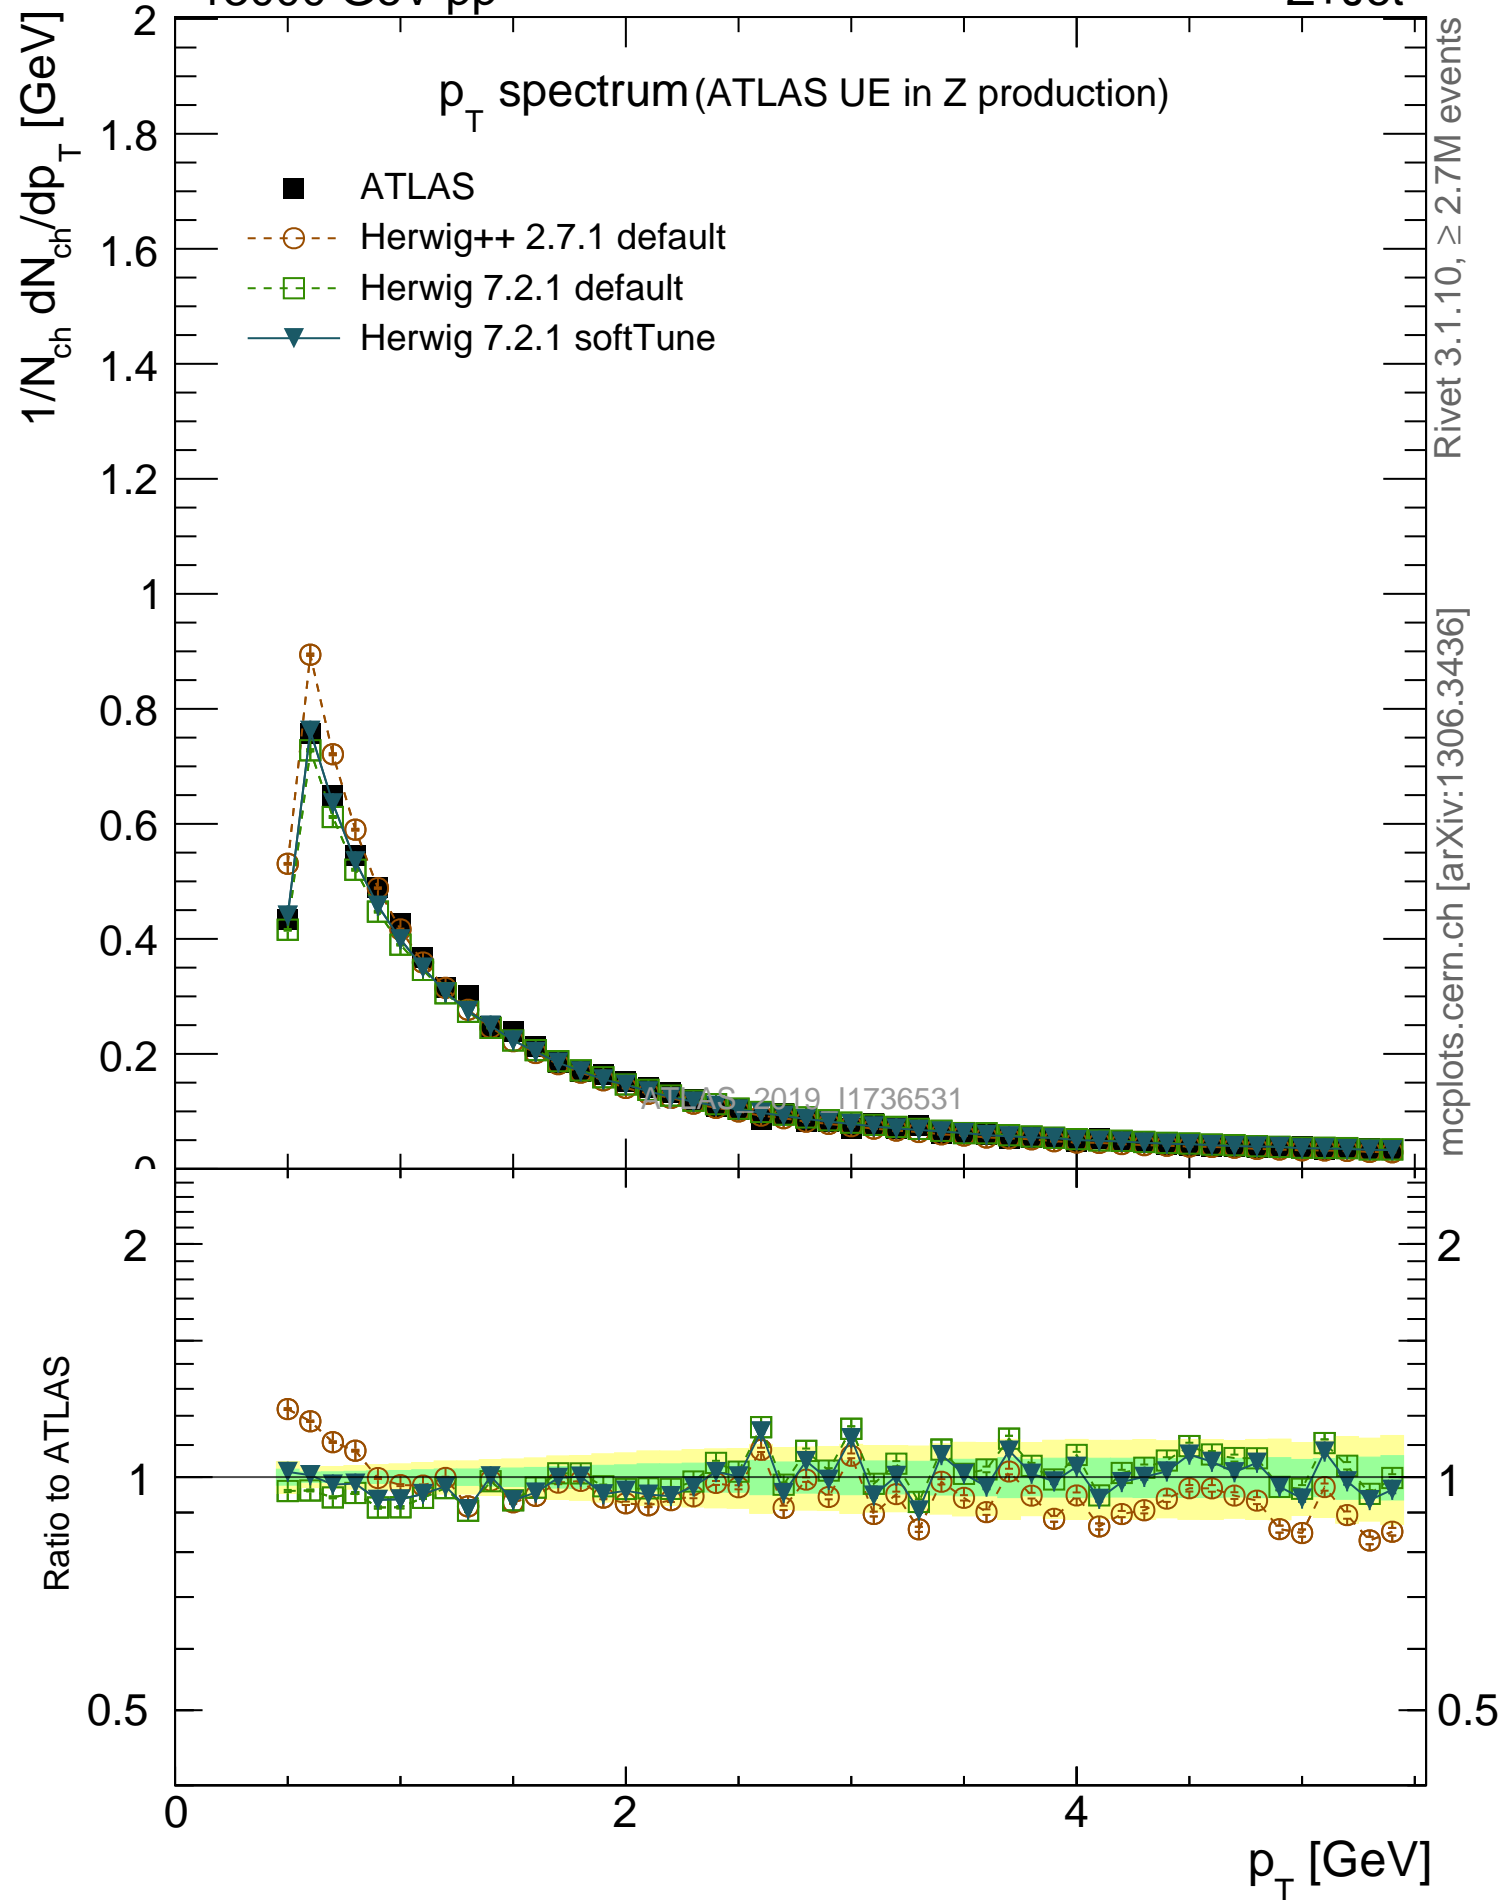 p_T spectrum (ATLAS UE in Z production)
ATLAS
Herwig++ 2.7.1 default
Herwig 7.2.1 default
Herwig 7.2.1 softTune
1/N_ch dN_ch/dp_T [GeV]
2
1.8
1.6
1.4
1.2
1
0.8
0.6
0.4
0.2
ATLAS_2019_I1736531
Rivet 3.1.10, ≥ 2.7M events
mcplots.cern.ch [arXiv:1306.3436]
Ratio to ATLAS
2
1
0.5
2
1
0.5
0
2
4
p_T [GeV]